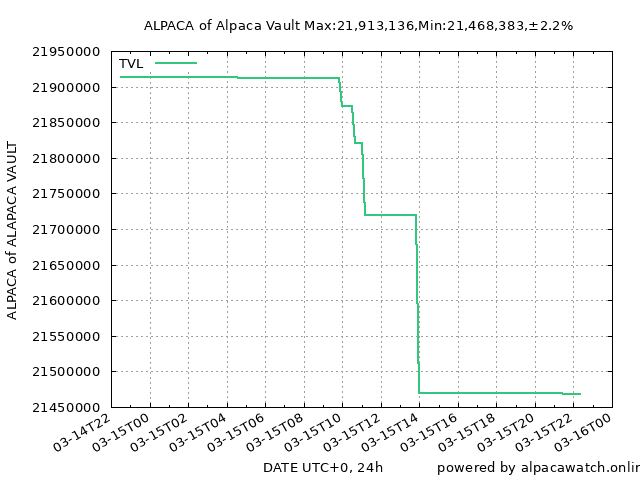 ALPACA of Alpaca Vault Max:21,913,136,Min:21,468,383,±2.2%
TVL
21950000
21900000
21850000
21800000
21750000
21700000
21650000
21600000
21550000
21500000
21450000
ALPACA of ALAPACA VAULT
03-14T22
03-15T00
03-15T02
03-15T04
03-15T06
03-15T08
03-15T10
03-15T12
03-15T14
03-15T16
03-15T18
03-15T20
03-15T22
03-16T00
DATE UTC+0, 24h
powered by alpacawatch.onlin